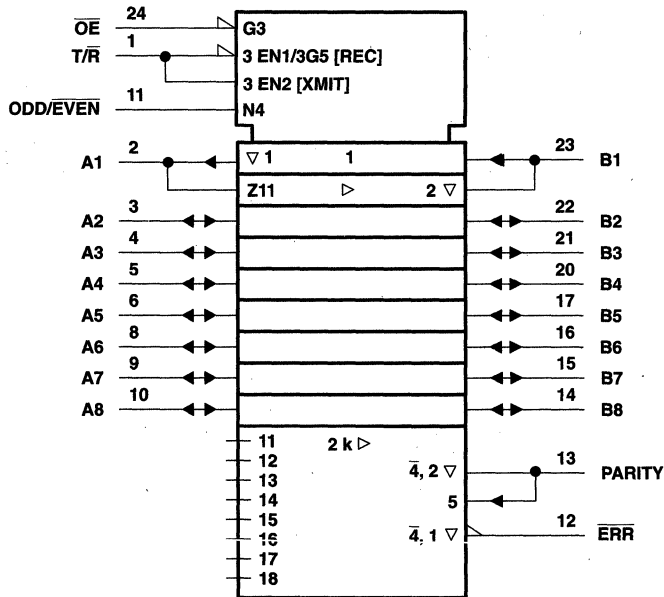 24
OE G3
1
T/R 3 EN1/3G5 [REC]
3 EN2 [XMIT]
11
ODD/EVEN N4
2 23
A1 ▽ 1 1 B1
Z11 ▷ 2 ▽
3 22
A2 B2
4 21
A3 B3
5 20
A4 B4
6 17
A5 B5
8 16
A6 B6
9 15
A7 B7
10 14
A8 B8
11 2 k ▷
12 4, 2 ▽ 13 PARITY
13
14 5
15 12
16 4, 1 ▽ ERR
17
18